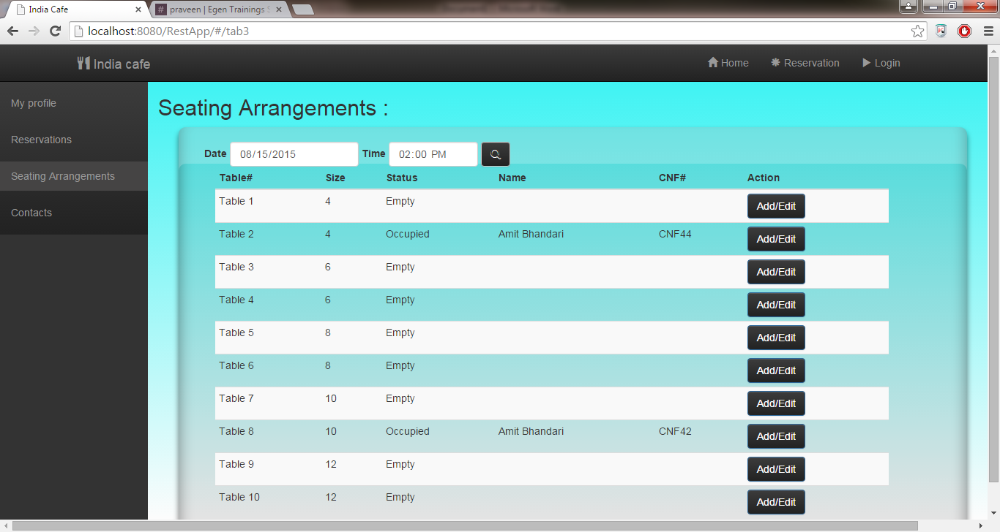 India Cafe
praveen | Egen Trainings S
localhost:8080/RestApp/#/tab3
India cafe Home Reservation Login
My profile
Reservations
Seating Arrangements
Contacts
Seating Arrangements :
Date 08/15/2015 Time 02:00 PM
Table# Size Status Name CNF# Action
Table 1 4 Empty Add/Edit
Table 2 4 Occupied Amit Bhandari CNF44 Add/Edit
Table 3 6 Empty Add/Edit
Table 4 6 Empty Add/Edit
Table 5 8 Empty Add/Edit
Table 6 8 Empty Add/Edit
Table 7 10 Empty Add/Edit
Table 8 10 Occupied Amit Bhandari CNF42 Add/Edit
Table 9 12 Empty Add/Edit
Table 10 12 Empty Add/Edit